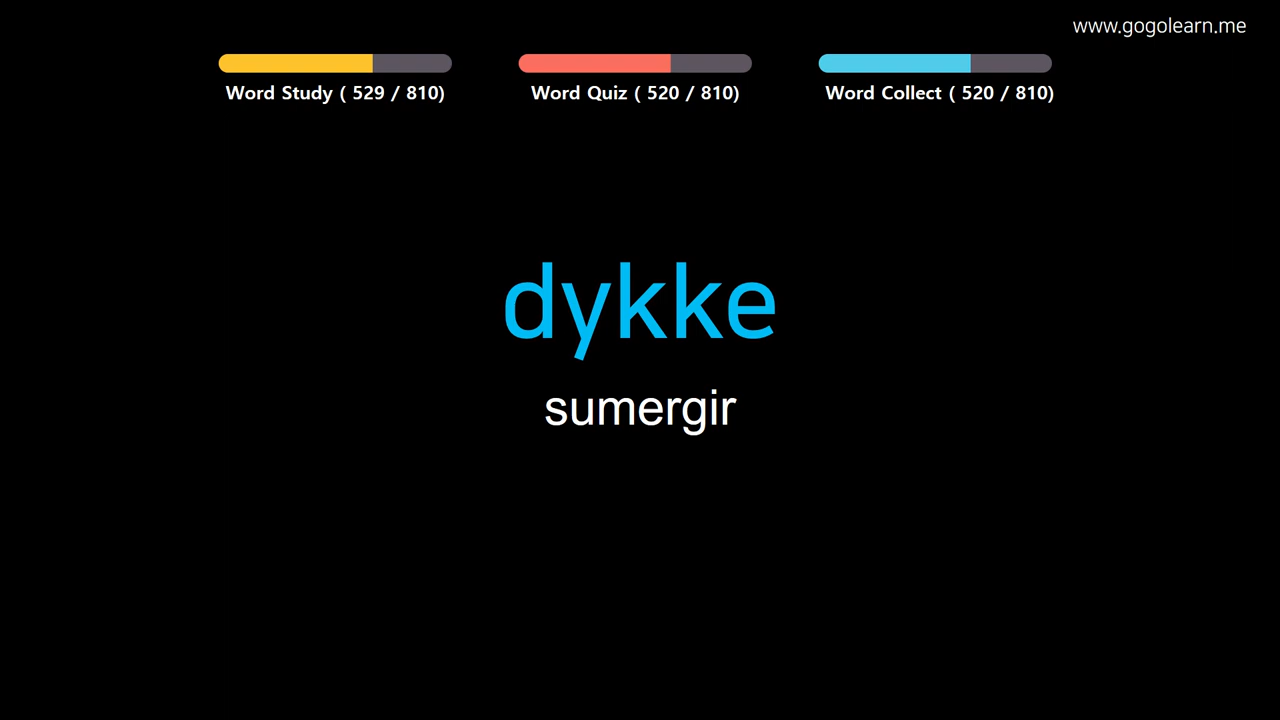 www.gogolearn.me
Word Study ( 529 / 810)
Word Quiz ( 520 / 810)
Word Collect ( 520 / 810)
dykke
sumergir